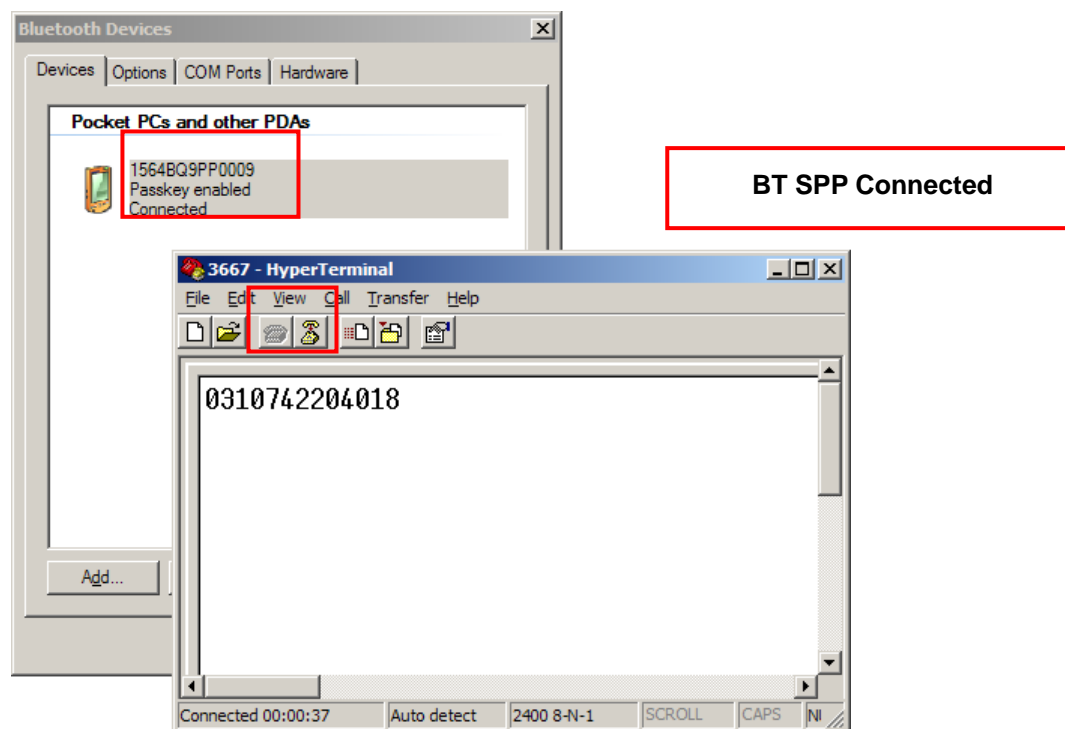 Bluetooth Devices
Devices Options COM Ports Hardware
Pocket PCs and other PDAs
1564BQ9PP0009
Passkey enabled
Connected
BT SPP Connected
3667 - HyperTerminal
File Edit View Call Transfer Help
0310742204018
Add...
Connected 00:00:37 Auto detect 2400 8-N-1 SCROLL CAPS